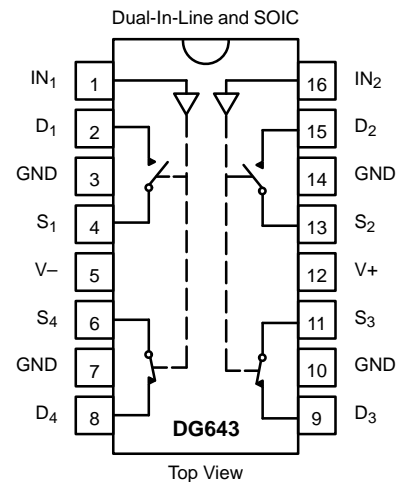 Dual-In-Line and SOIC
IN1 1 16 IN2
D1 2 15 D2
GND 3 14 GND
S1 4 13 S2
V– 5 12 V+
S4 6 11 S3
GND 7 10 GND
D4 8 9 D3
DG643
Top View